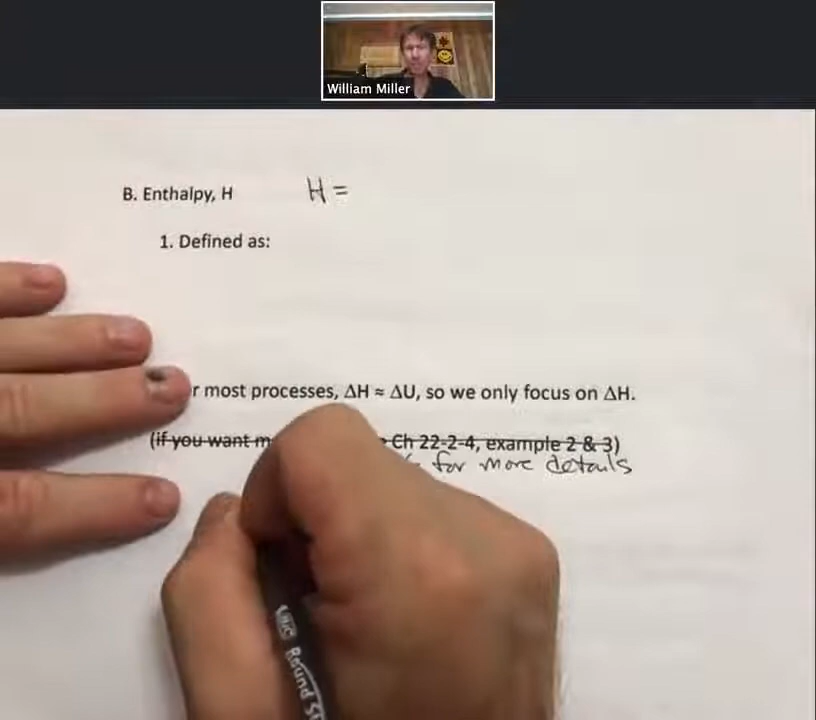 William Miller
B. Enthalpy, H H =
1. Defined as:
r most processes, ΔH ≈ ΔU, so we only focus on ΔH.
(if you want m Ch 22-2-4, example 2 & 3)
for more details
BIC Round St